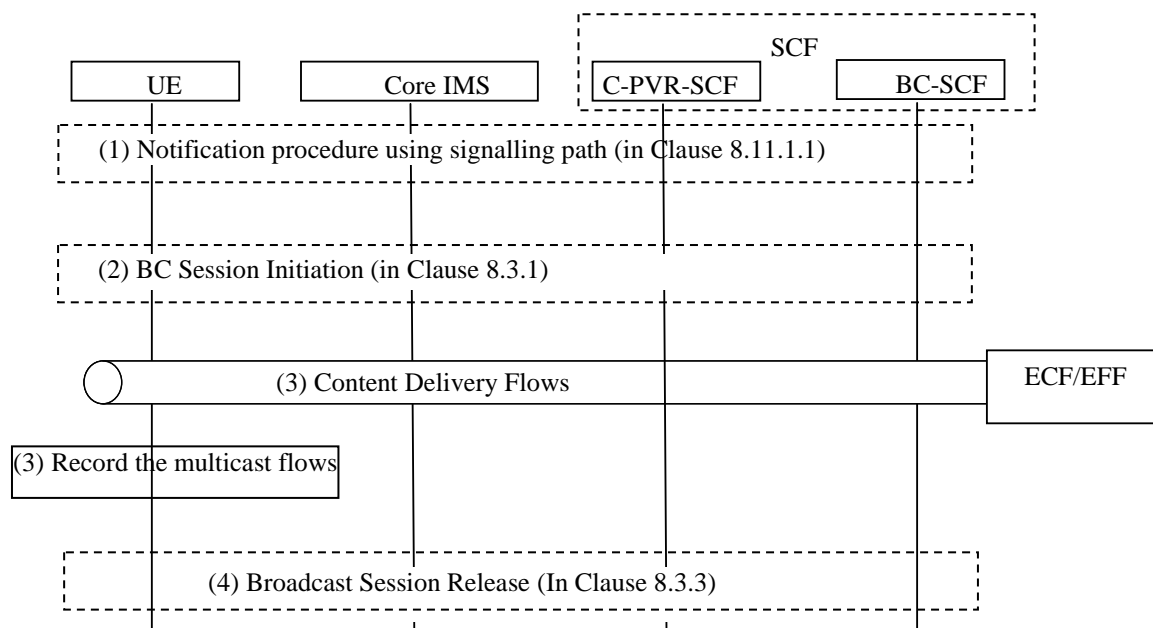 SCF
UE
Core IMS
C-PVR-SCF
BC-SCF
(1) Notification procedure using signalling path (in Clause 8.11.1.1)
(2) BC Session Initiation (in Clause 8.3.1)
(3) Content Delivery Flows
ECF/EFF
(3) Record the multicast flows
(4) Broadcast Session Release (In Clause 8.3.3)